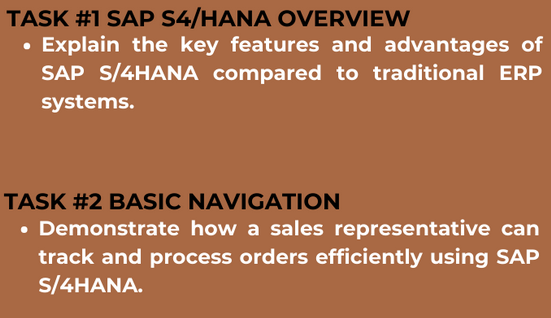 TASK #1 SAP S4/HANA OVERVIEW
• Explain the key features and advantages of
SAP S/4HANA compared to traditional ERP
systems.
TASK #2 BASIC NAVIGATION
• Demonstrate how a sales representative can
track and process orders efficiently using SAP
S/4HANA.